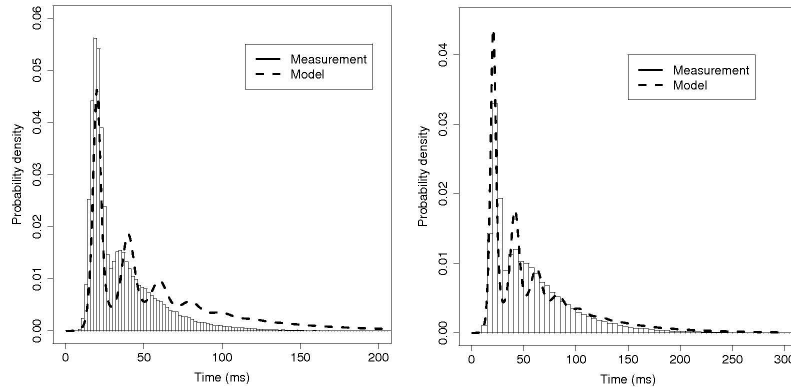 0.06
0.05
0.04
0.03
0.02
0.01
0.00
Probability density
Measurement
Model
0 50 100 150 200
Time (ms)
0.04
0.03
0.02
0.01
0.00
Probability density
Measurement
Model
0 50 100 150 200 250 300
Time (ms)